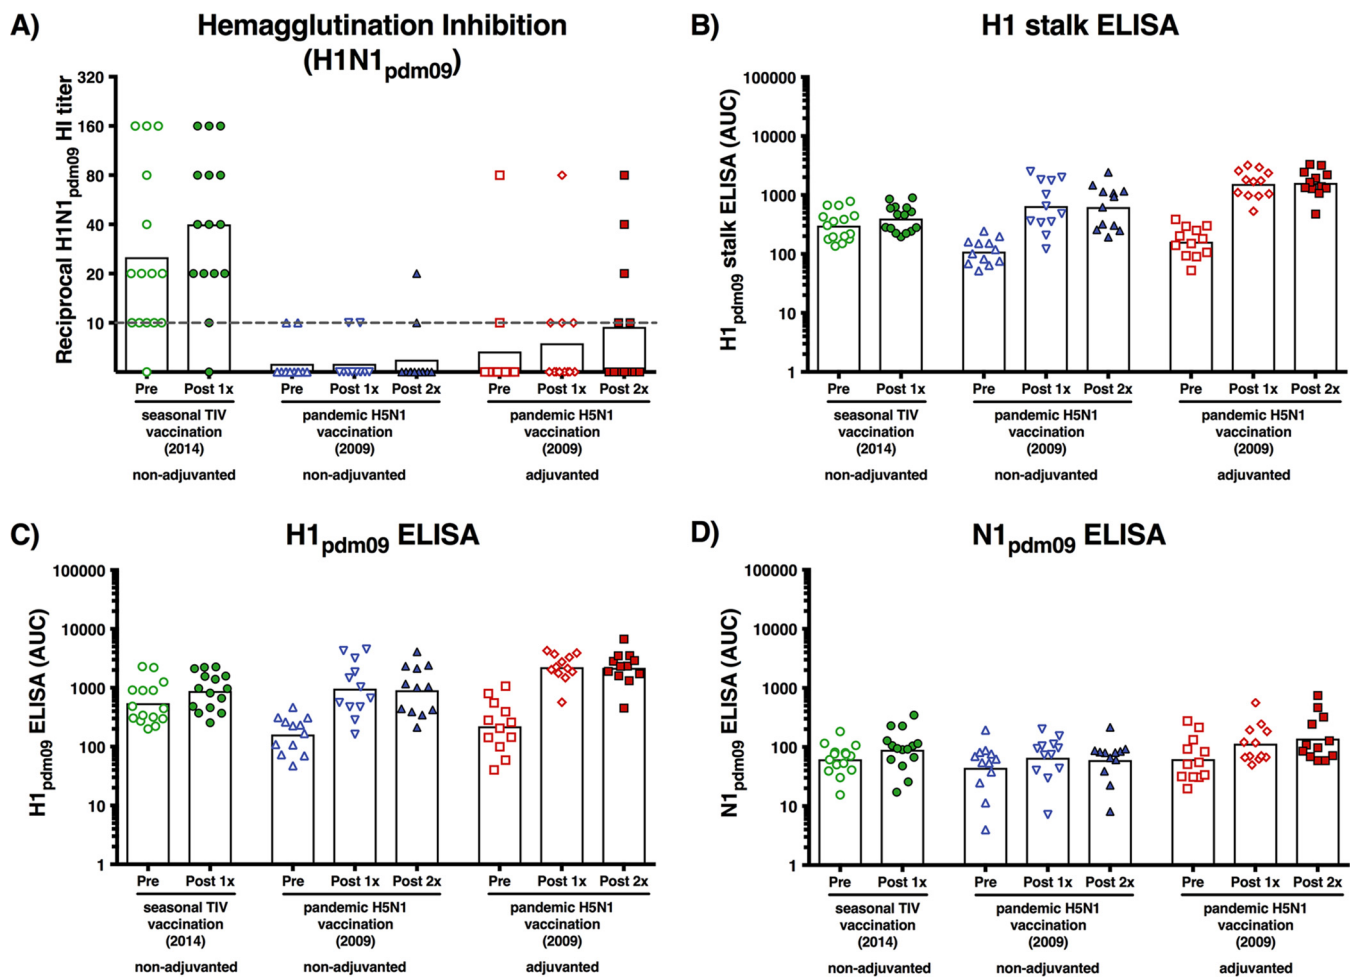 A)
Hemagglutination Inhibition
(H1N1pdm09)
Reciprocal H1N1pdm09 HI titer
320
160
80
40
20
10
Pre Post 1x Pre Post 1x Post 2x Pre Post 1x Post 2x
seasonal TIV pandemic H5N1 pandemic H5N1
vaccination vaccination vaccination
(2014) (2009) (2009)
non-adjuvanted non-adjuvanted adjuvanted
B)
H1 stalk ELISA
H1pdm09 stalk ELISA (AUC)
100000
10000
1000
100
10
1
Pre Post 1x Pre Post 1x Post 2x Pre Post 1x Post 2x
seasonal TIV pandemic H5N1 pandemic H5N1
vaccination vaccination vaccination
(2014) (2009) (2009)
non-adjuvanted non-adjuvanted adjuvanted
C)
H1pdm09 ELISA
H1pdm09 ELISA (AUC)
100000
10000
1000
100
10
1
Pre Post 1x Pre Post 1x Post 2x Pre Post 1x Post 2x
seasonal TIV pandemic H5N1 pandemic H5N1
vaccination vaccination vaccination
(2014) (2009) (2009)
non-adjuvanted non-adjuvanted adjuvanted
D)
N1pdm09 ELISA
N1pdm09 ELISA (AUC)
100000
10000
1000
100
10
1
Pre Post 1x Pre Post 1x Post 2x Pre Post 1x Post 2x
seasonal TIV pandemic H5N1 pandemic H5N1
vaccination vaccination vaccination
(2014) (2009) (2009)
non-adjuvanted non-adjuvanted adjuvanted